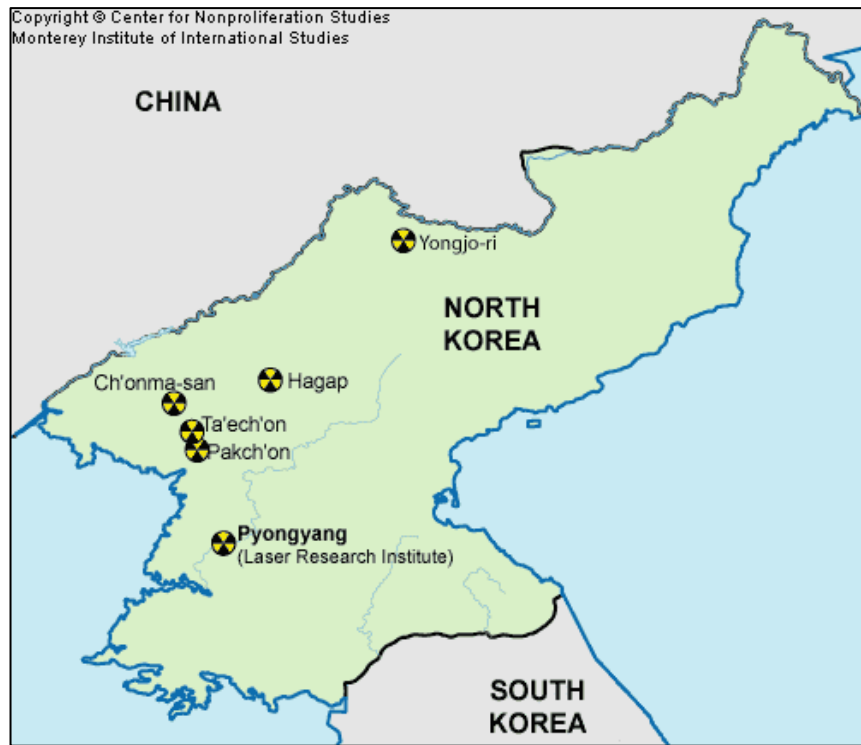 Copyright © Center for Nonproliferation Studies
Monterey Institute of International Studies
CHINA
Yongjo-ri
NORTH
KOREA
Ch'onma-san
Hagap
Ta'ech'on
Pakch'on
Pyongyang
(Laser Research Institute)
SOUTH
KOREA